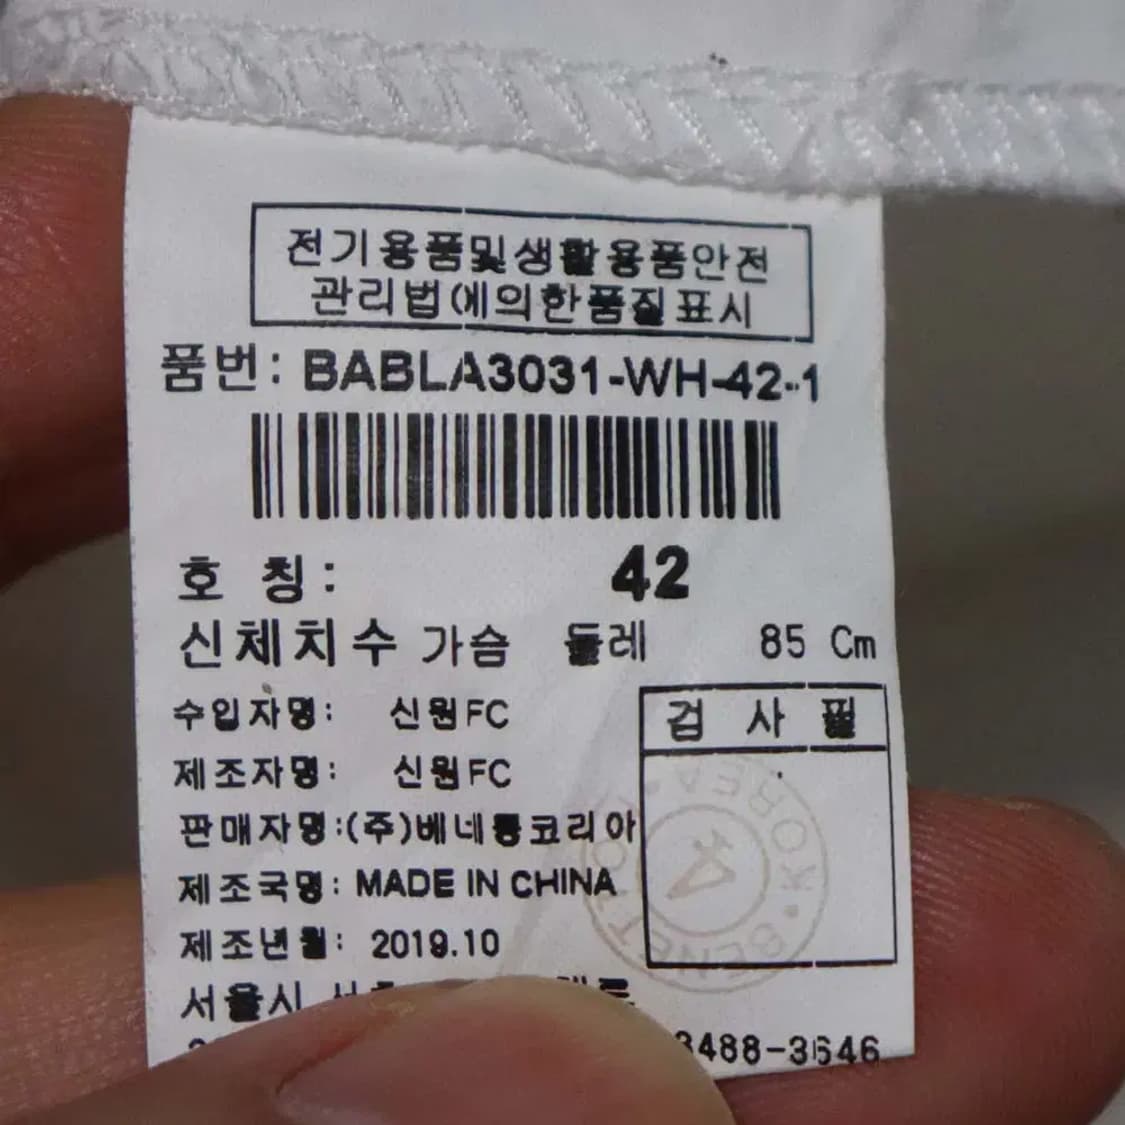 전기용품및생활용품안전
관리법에의한품질표시
품번: BABLA3031-WH-42-1
호 칭: 42
신체치수 가슴 둘레 85 Cm
검 사 필
수입자명: 신원FC
제조자명: 신원FC
판매자명:(주)베네통코리아
제조국명: MADE IN CHINA
제조년월: 2019.10
BENETTON KOREA
서울시
3488-3646